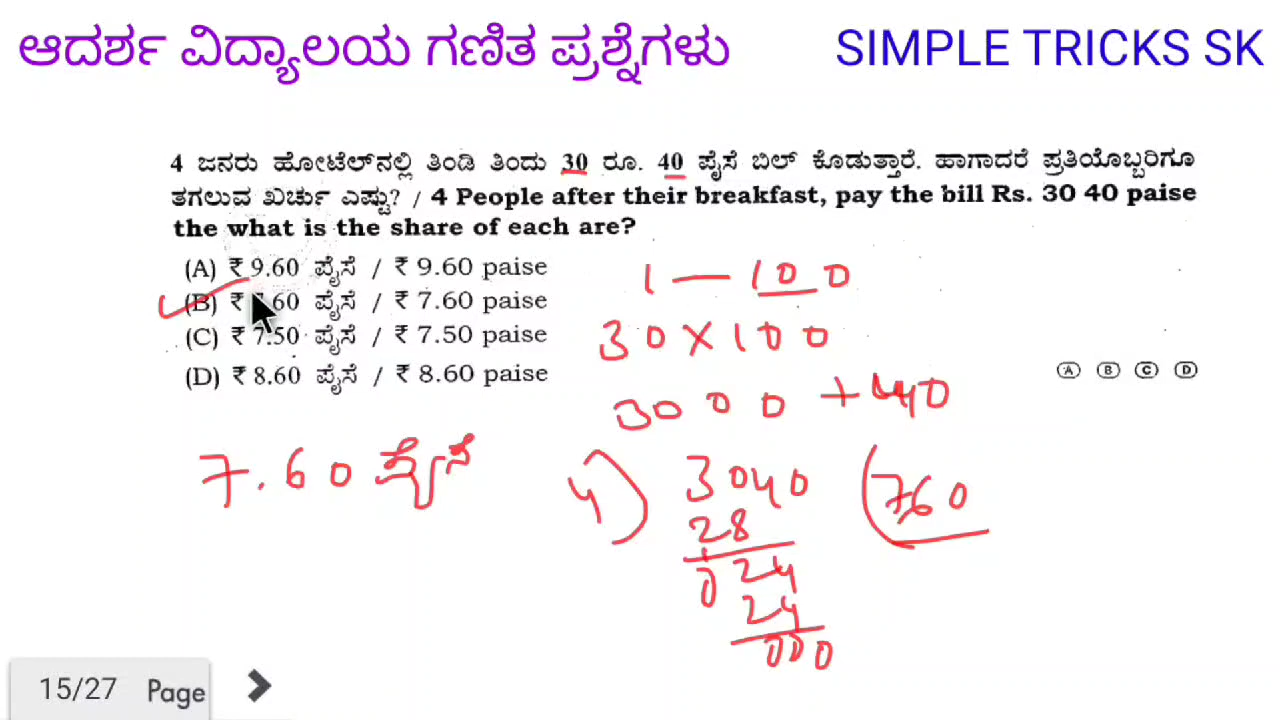 ಆದರ್ಶ ವಿದ್ಯಾಲಯ ಗಣಿತ ಪ್ರಶ್ನೆಗಳು SIMPLE TRICKS SK
4 ಜನರು ಹೋಟೆಲ್‌ನಲ್ಲಿ ತಿಂಡಿ ತಿಂದು 30 ರೂ. 40 ಪೈಸೆ ಬಿಲ್ ಕೊಡುತ್ತಾರೆ. ಹಾಗಾದರೆ ಪ್ರತಿಯೊಬ್ಬರಿಗೂ
ತಗಲುವ ಖರ್ಚು ಎಷ್ಟು? / 4 People after their breakfast, pay the bill Rs. 30 40 paise
the what is the share of each are?
(A) ₹ 9.60 ಪೈಸೆ / ₹ 9.60 paise
(B) ₹ 7.60 ಪೈಸೆ / ₹ 7.60 paise
(C) ₹ 7.50 ಪೈಸೆ / ₹ 7.50 paise
(D) ₹ 8.60 ಪೈಸೆ / ₹ 8.60 paise
A B C D
1 — 100
30 X 100
3000 + 40
7.60 ಪೈಸೆ
4) 3040 (760
28
024
24
000
15/27 Page